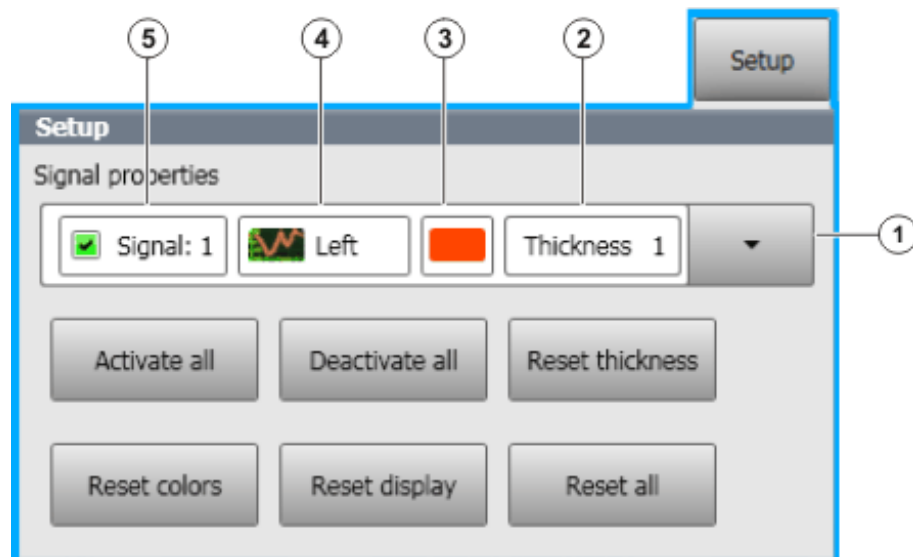 5 4 3 2
Setup
Setup
Signal properties
Signal: 1 Left Thickness 1
1
Activate all Deactivate all Reset thickness
Reset colors Reset display Reset all